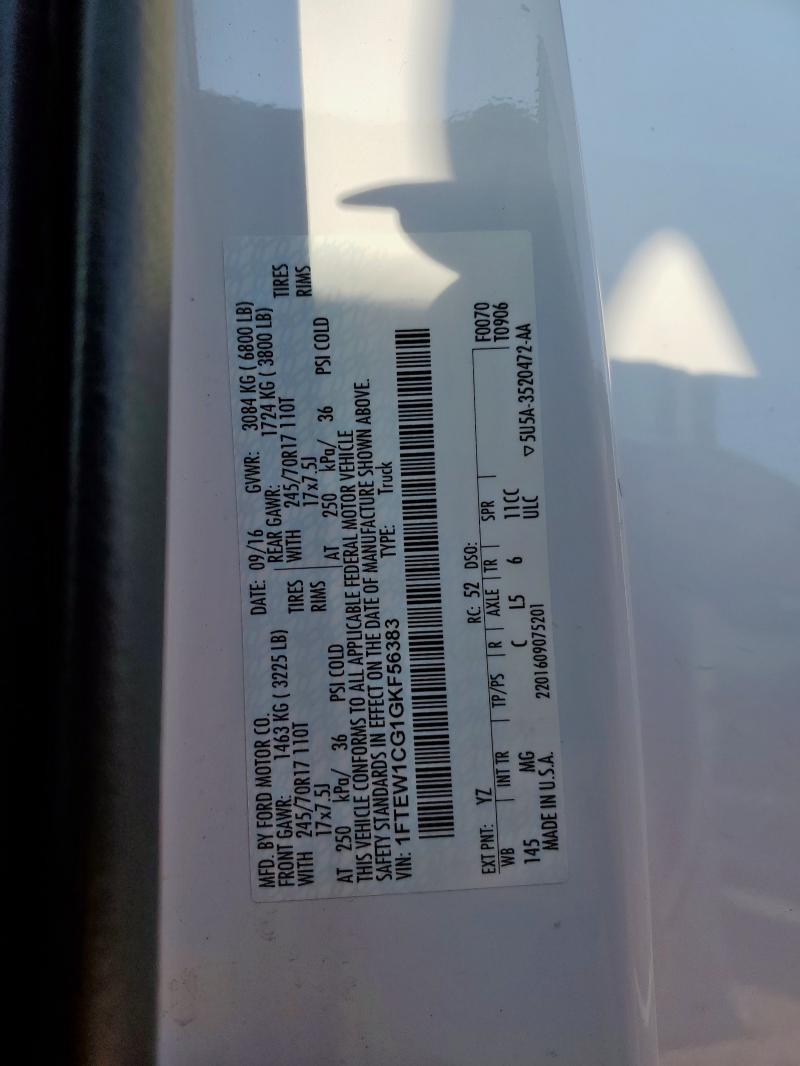 MFD. BY FORD MOTOR CO.
DATE: 09/16 GVWR: 3084 KG ( 6800 LB)
FRONT GAWR: 1463 KG ( 3225 LB) REAR GAWR: 1724 KG ( 3800 LB)
WITH 245/70R17 110T TIRES WITH 245/70R17 110T TIRES
17x7.5J RIMS 17x7.5J RIMS
AT 250 kPa/ 36 PSI COLD AT 250 kPa/ 36 PSI COLD
THIS VEHICLE CONFORMS TO ALL APPLICABLE FEDERAL MOTOR VEHICLE
SAFETY STANDARDS IN EFFECT ON THE DATE OF MANUFACTURE SHOWN ABOVE.
VIN: 1FTEW1CG1GKF56383 TYPE: Truck
EXT PNT: YZ RC: 52 DSO: F0070
WB INT TR TP/PS R AXLE TR SPR T0906
145 MG C L5 6 11CC
MADE IN U.S.A. 2201609075201 ULC ▽5U5A-3520472-AA